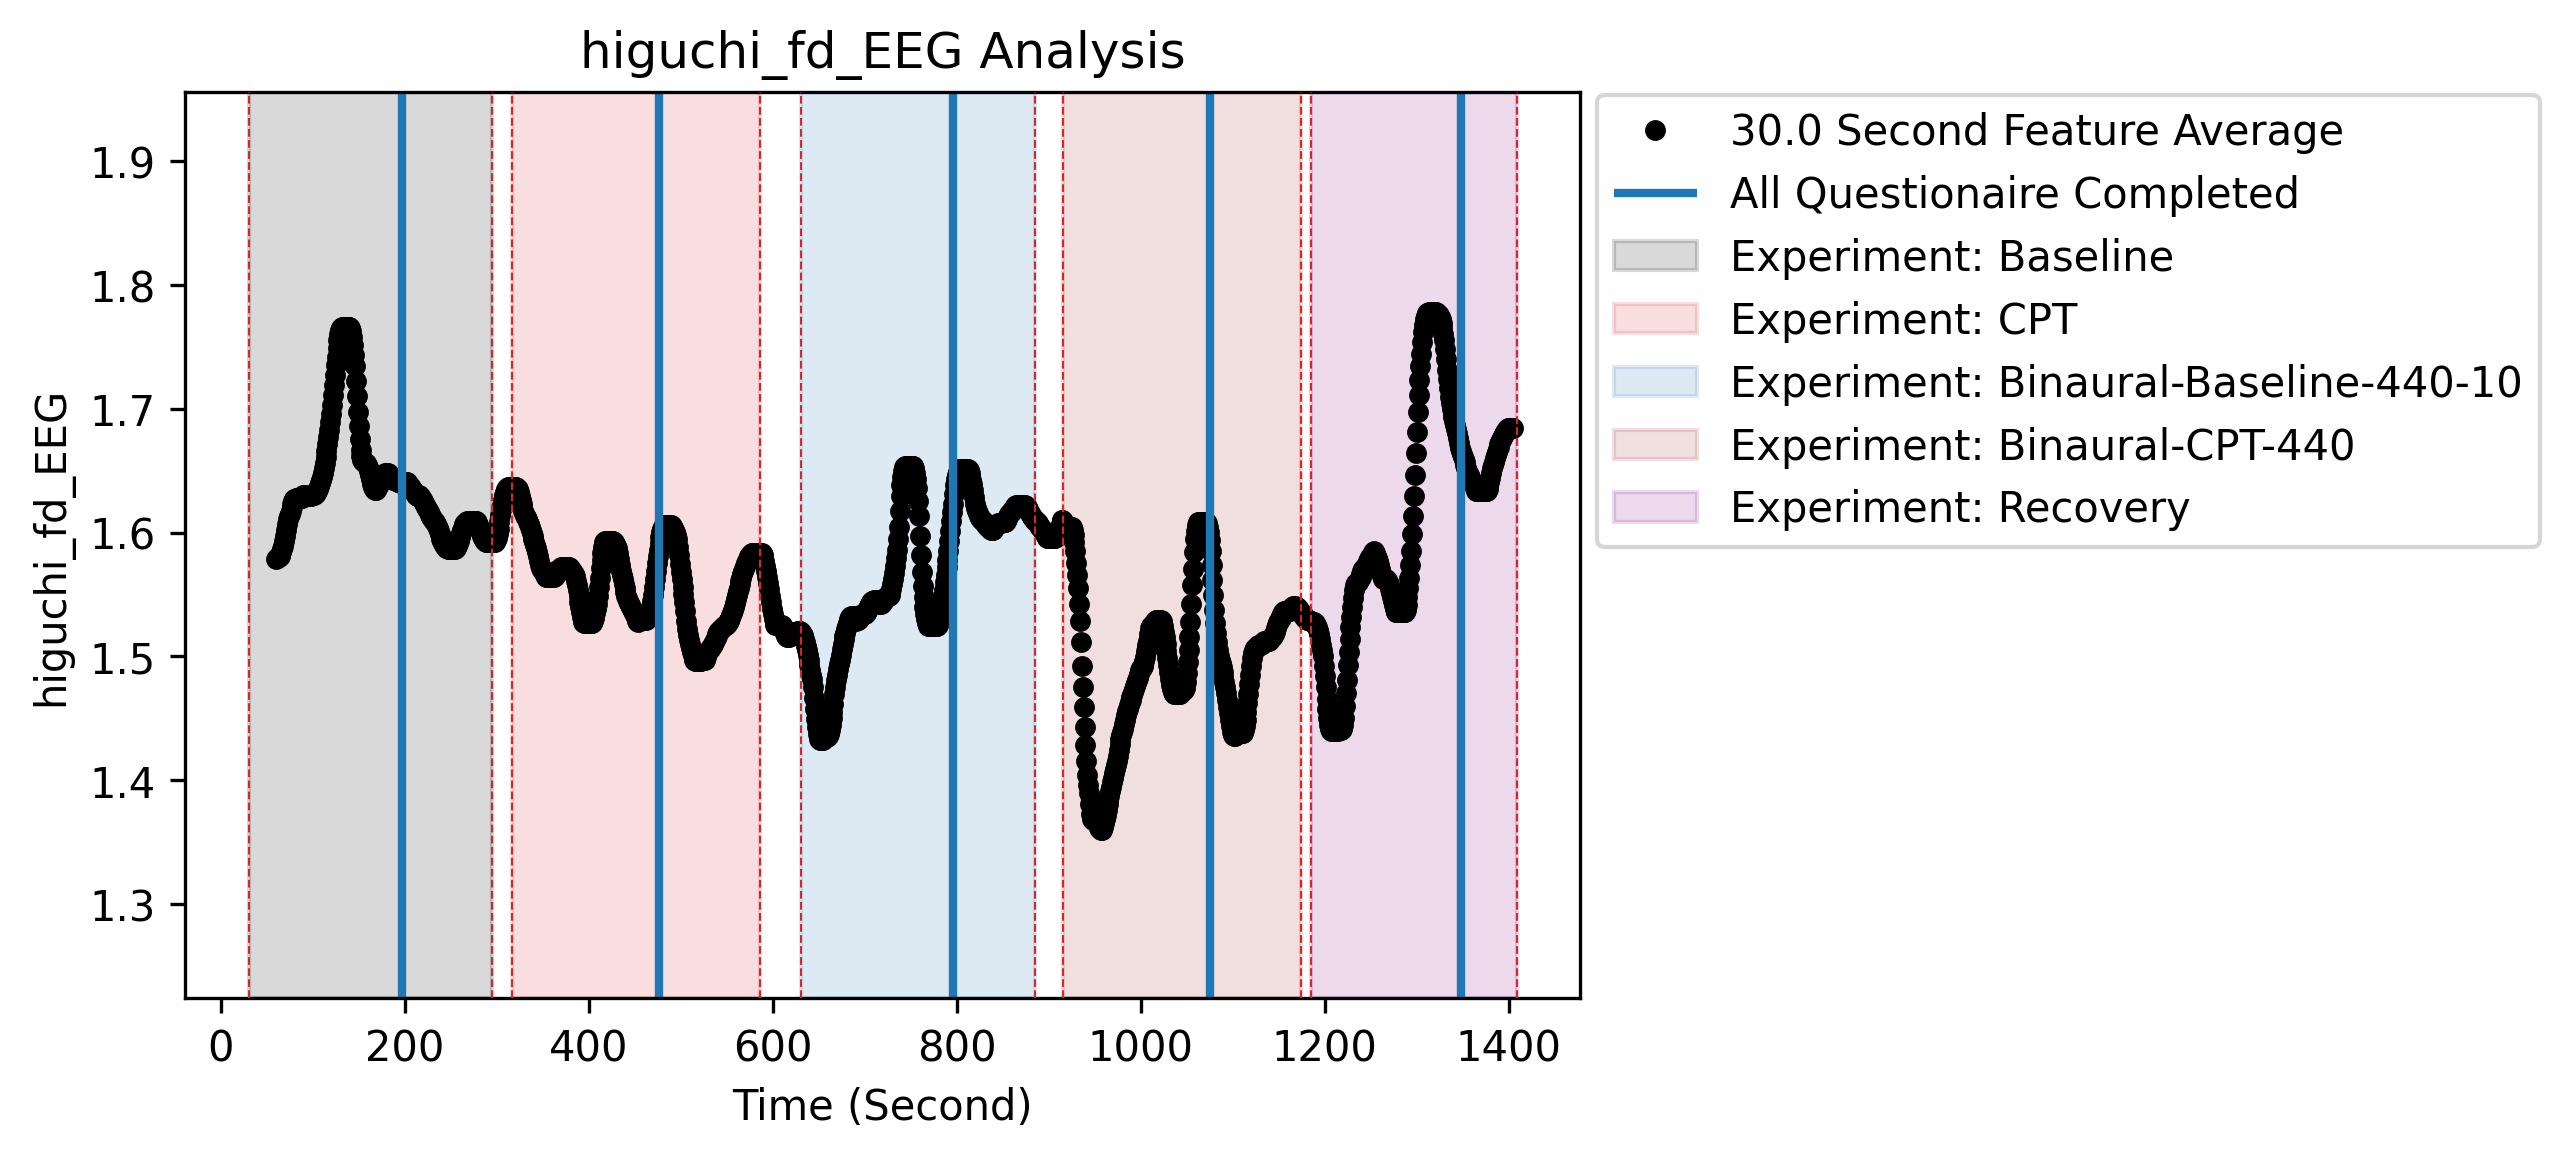 higuchi_fd_EEG Analysis
higuchi_fd_EEG
1.9
1.8
1.7
1.6
1.5
1.4
1.3
0 200 400 600 800 1000 1200 1400
Time (Second)
30.0 Second Feature Average
All Questionaire Completed
Experiment: Baseline
Experiment: CPT
Experiment: Binaural-Baseline-440-10
Experiment: Binaural-CPT-440
Experiment: Recovery